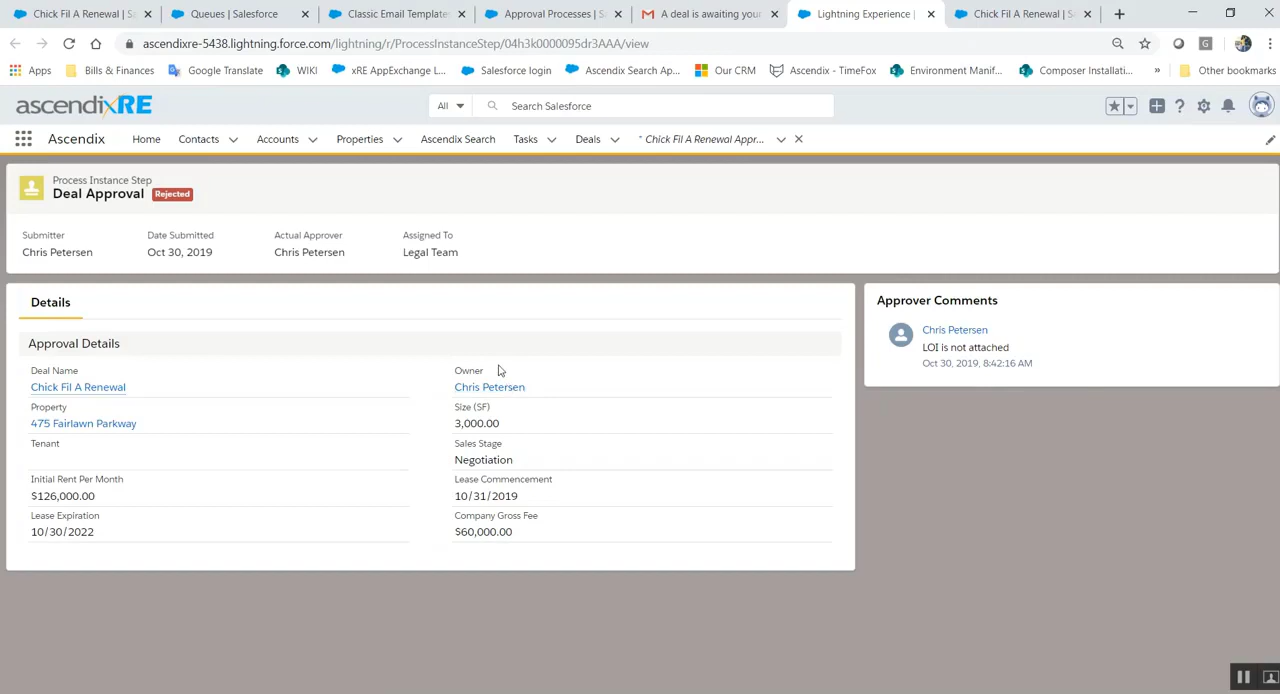 Chick Fil A Renewal | Sa
Queues | Salesforce
Classic Email Templates
Approval Processes | Sa
A deal is awaiting your
Lightning Experience |
Chick Fil A Renewal | Sa
ascendixre-5438.lightning.force.com/lightning/r/ProcessInstanceStep/04h3k0000095dr3AAA/view
Apps
Bills & Finances
Google Translate
WIKI
xRE AppExchange L...
Salesforce login
Ascendix Search Ap...
Our CRM
Ascendix - TimeFox
Environment Manif...
Composer Installati...
»
Other bookmarks
ascendixRE
All
Search Salesforce
Ascendix
Home
Contacts
Accounts
Properties
Ascendix Search
Tasks
Deals
* Chick Fil A Renewal Appr...
Process Instance Step
Deal Approval Rejected
Submitter
Date Submitted
Actual Approver
Assigned To
Chris Petersen
Oct 30, 2019
Chris Petersen
Legal Team
Details
Approval Details
Deal Name
Chick Fil A Renewal
Owner
Chris Petersen
Property
475 Fairlawn Parkway
Size (SF)
3,000.00
Tenant
Sales Stage
Negotiation
Initial Rent Per Month
$126,000.00
Lease Commencement
10/31/2019
Lease Expiration
10/30/2022
Company Gross Fee
$60,000.00
Approver Comments
Chris Petersen
LOI is not attached
Oct 30, 2019, 8:42:16 AM